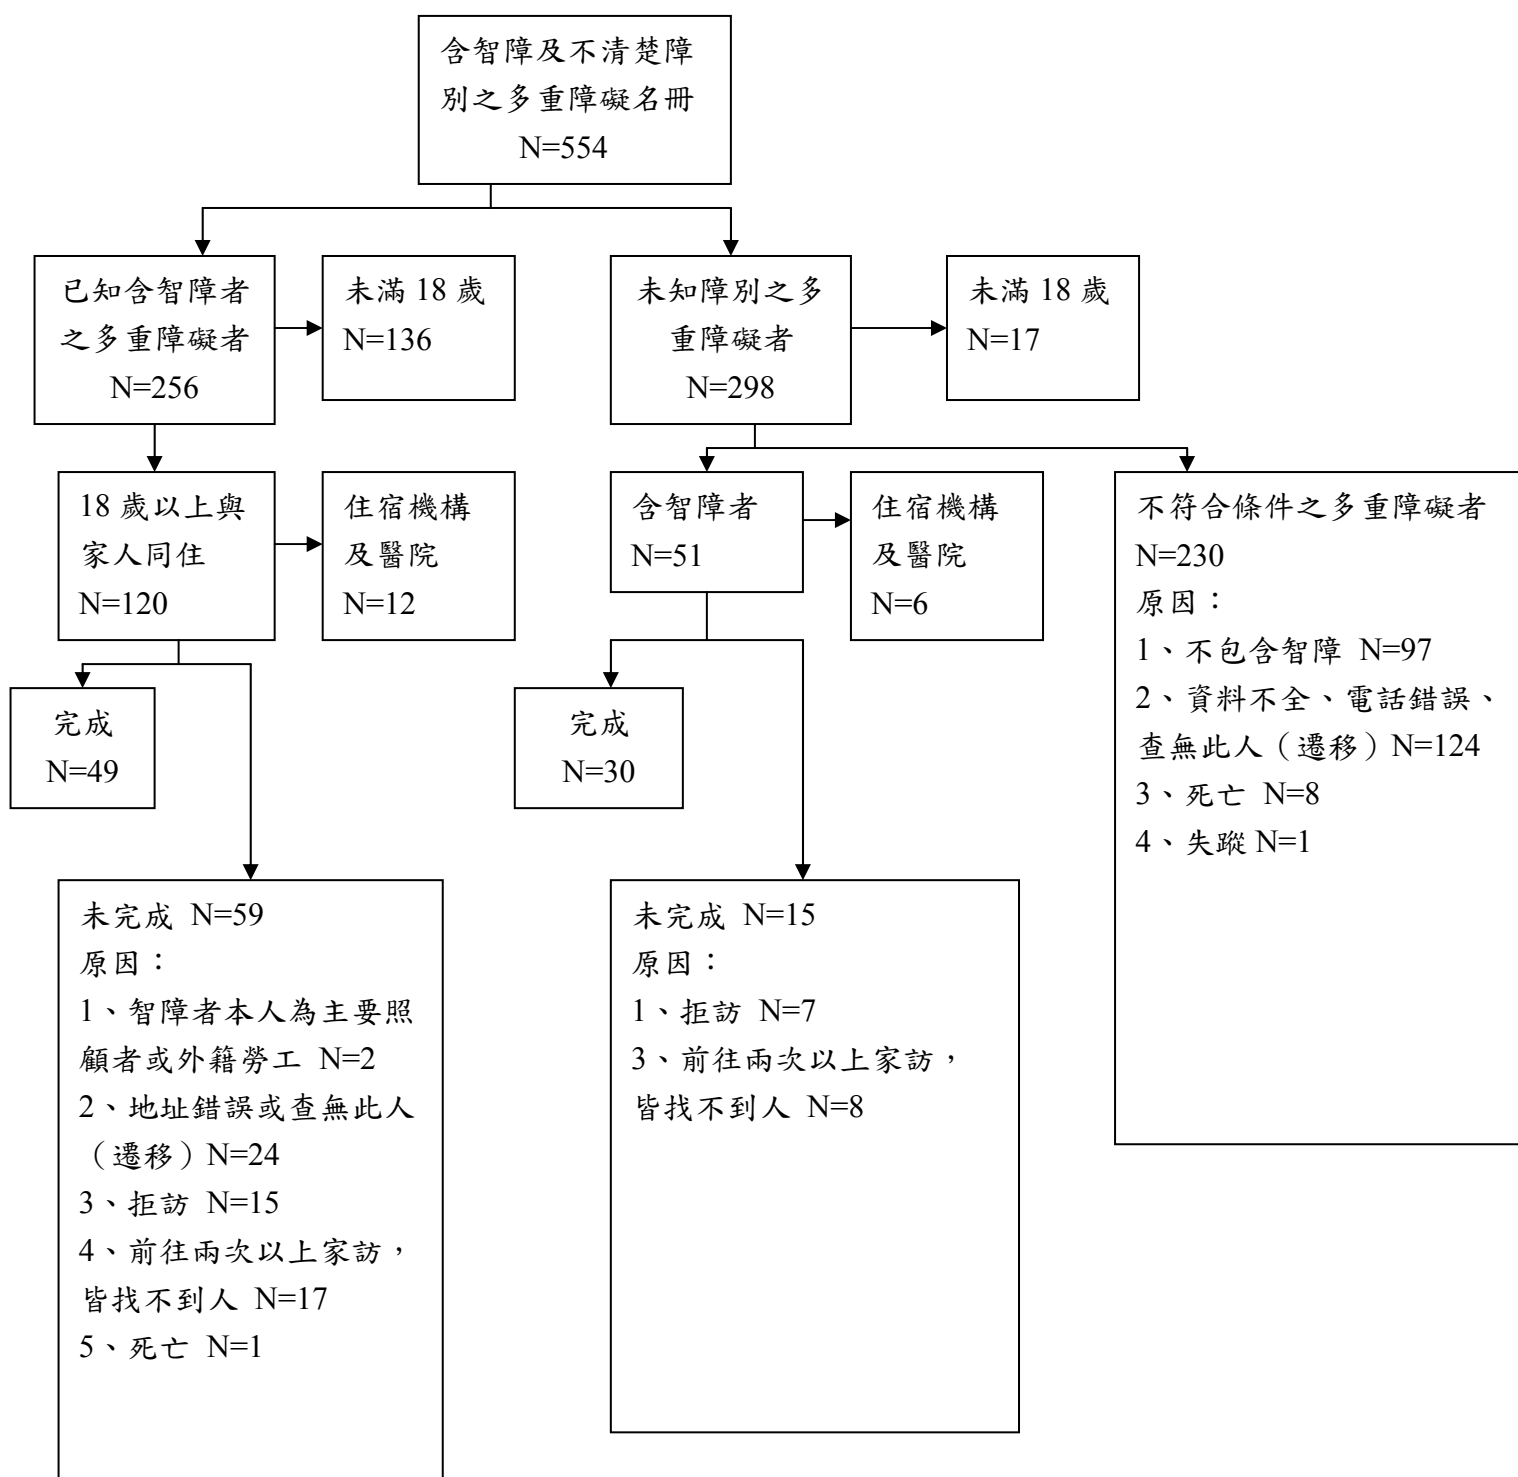 含智障及不清楚障
別之多重障礙名冊
N=554
已知含智障者
之多重障礙者
N=256
未滿 18 歲
N=136
未知障別之多
重障礙者
N=298
未滿 18 歲
N=17
18 歲以上與
家人同住
N=120
住宿機構
及醫院
N=12
含智障者
N=51
住宿機構
及醫院
N=6
不符合條件之多重障礙者
N=230
原因：
1、不包含智障 N=97
2、資料不全、電話錯誤、
查無此人（遷移）N=124
3、死亡 N=8
4、失蹤 N=1
完成
N=49
完成
N=30
未完成 N=59
原因：
1、智障者本人為主要照
顧者或外籍勞工 N=2
2、地址錯誤或查無此人
（遷移）N=24
3、拒訪 N=15
4、前往兩次以上家訪，
皆找不到人 N=17
5、死亡 N=1
未完成 N=15
原因：
1、拒訪 N=7
3、前往兩次以上家訪，
皆找不到人 N=8